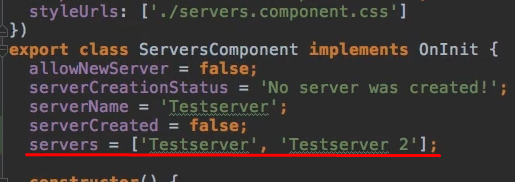 styleUrls: ['./servers.component.css']
})
export class ServersComponent implements OnInit {
allowNewServer = false;
serverCreationStatus = 'No server was created!';
serverName = 'Testserver';
serverCreated = false;
servers = ['Testserver', 'Testserver 2'];
constructor() {